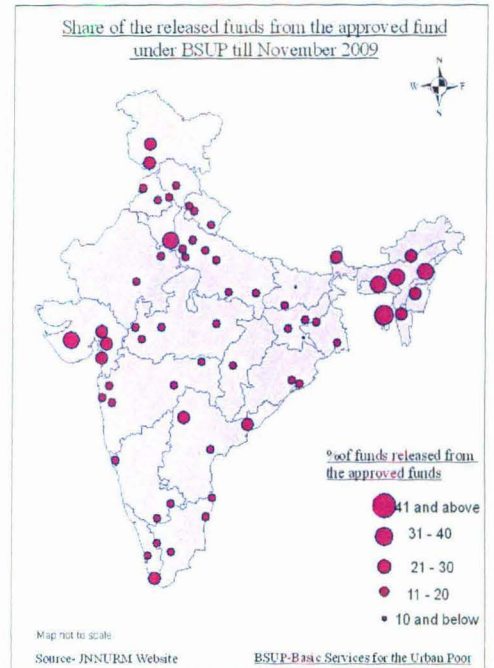 Share of the released funds from the approved fund
under BSUP till November 2009
N
W
S
%of funds released from
the approved funds
41 and above
31 - 40
21 - 30
11 - 20
10 and below
Map not to scale
Source- JNNURM Website
BSUP-Basic Services for the Urban Poor